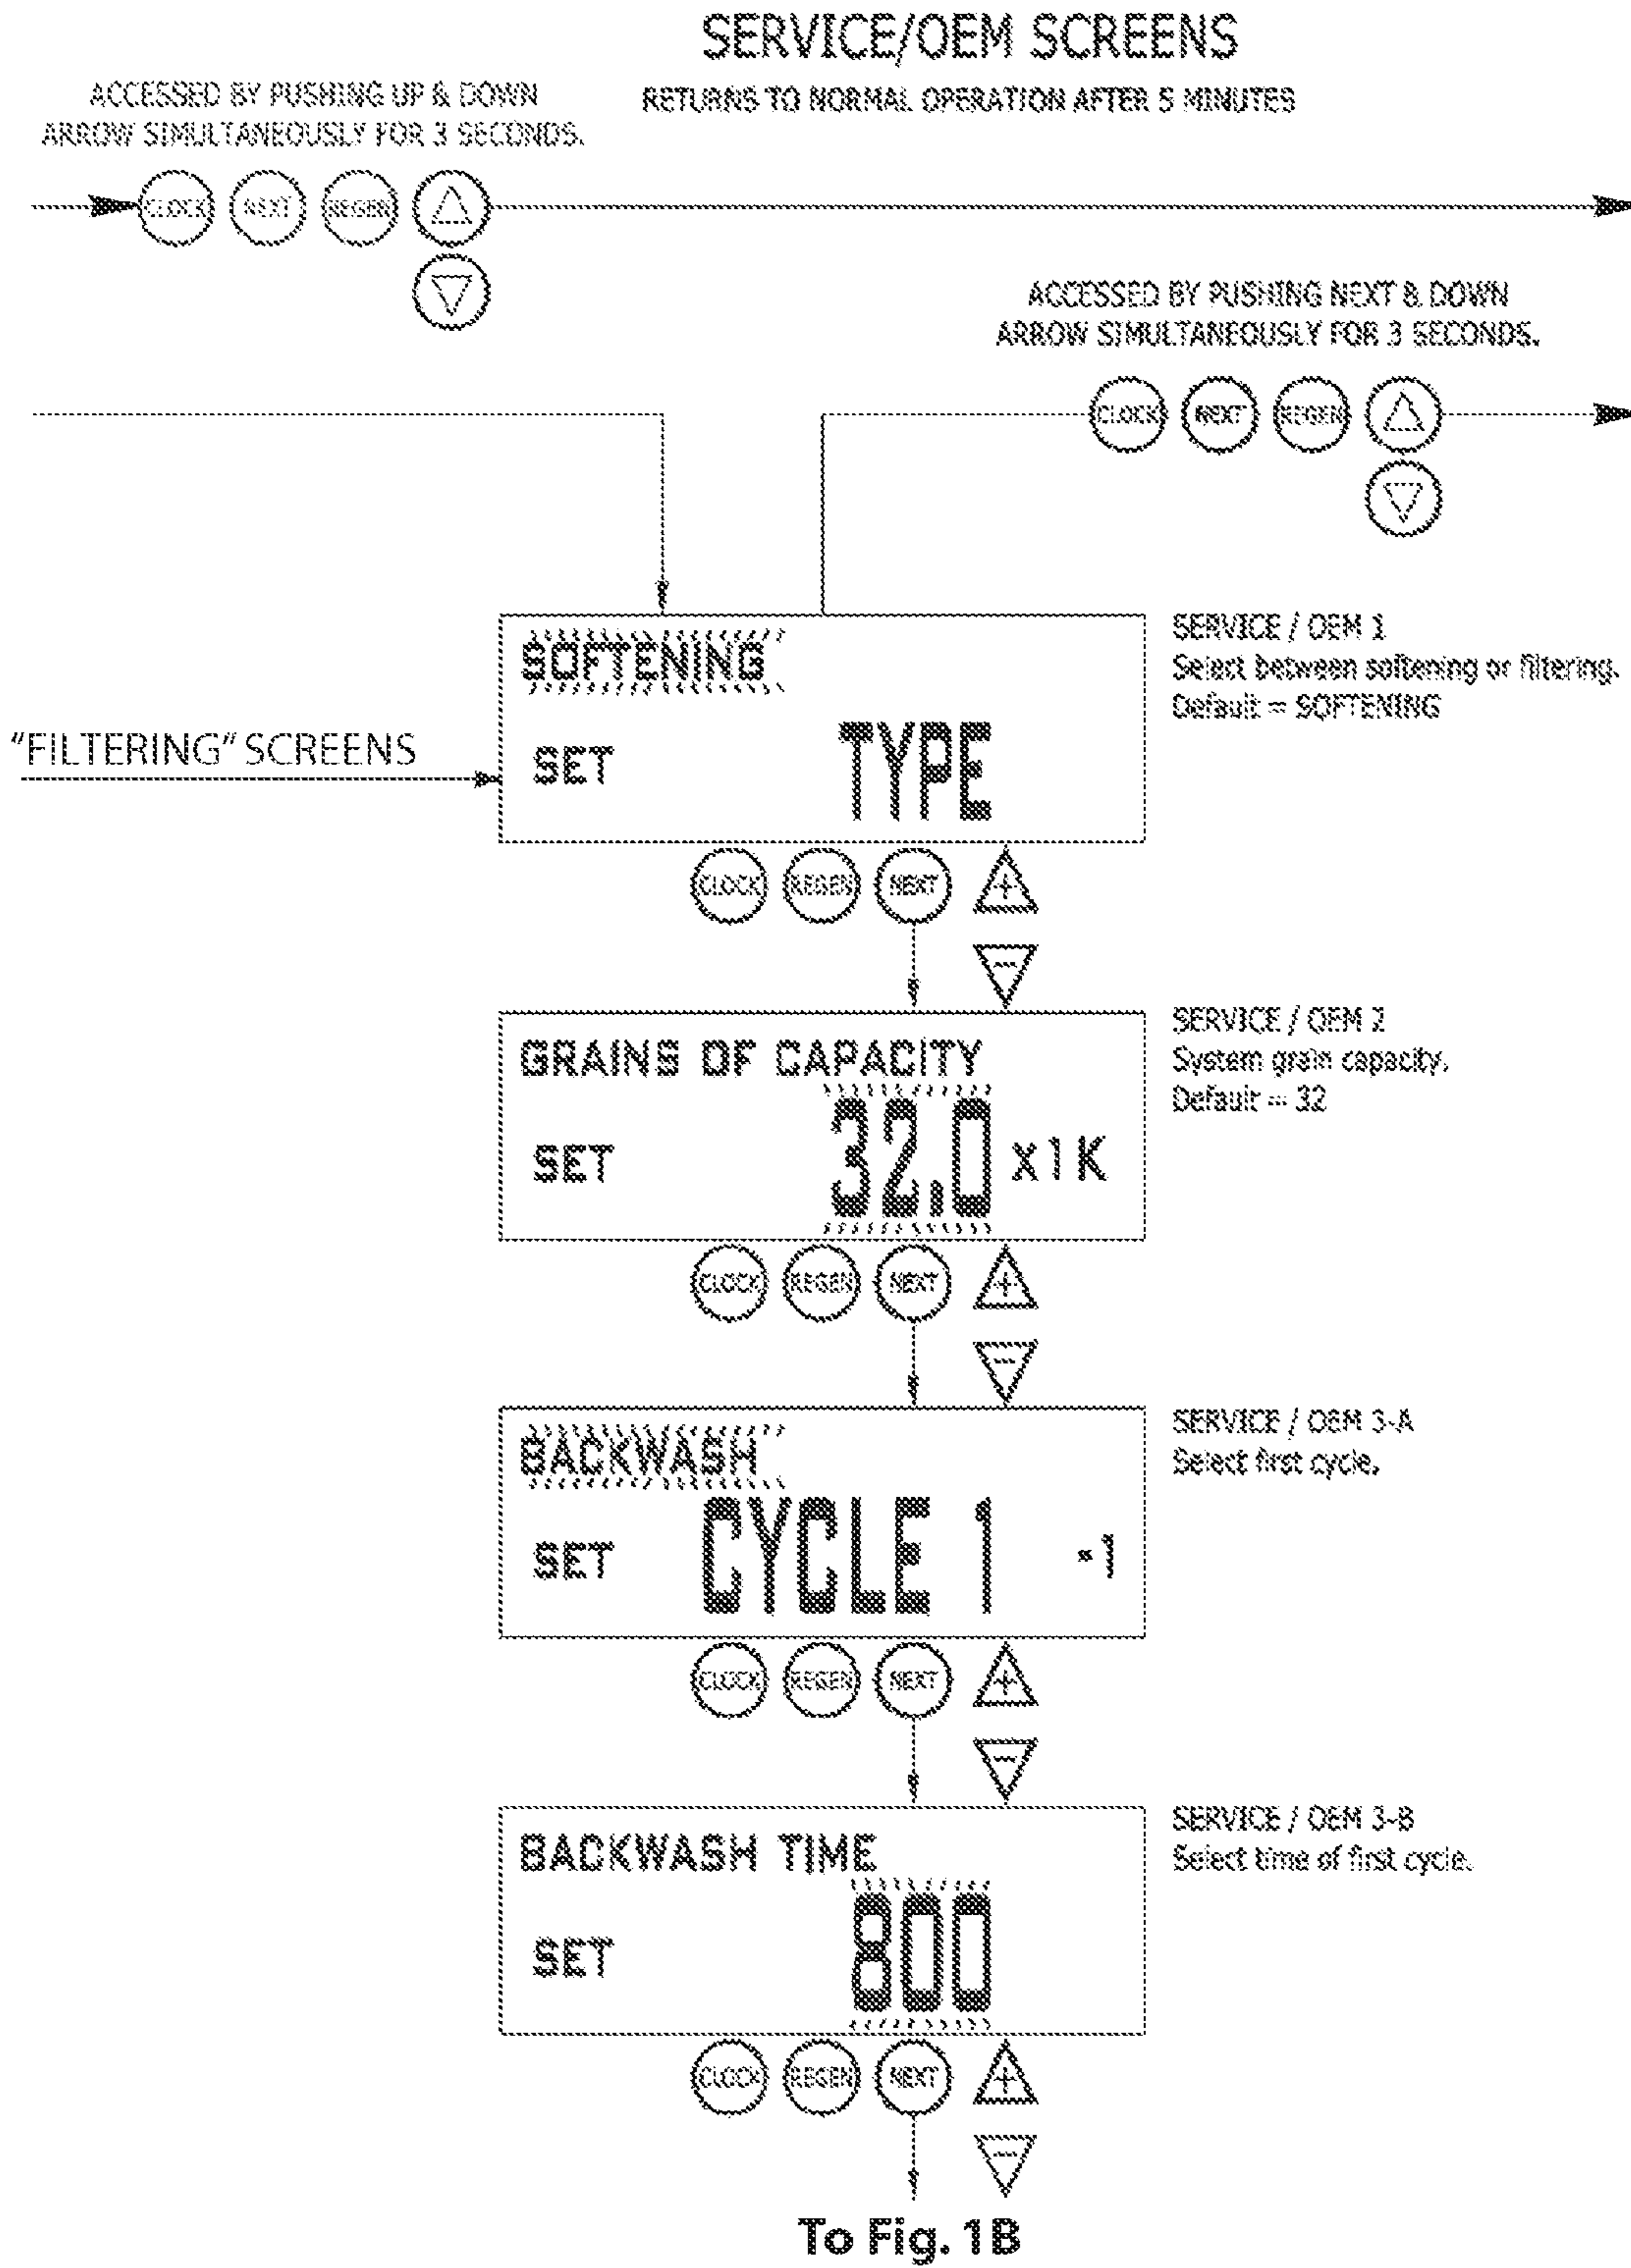 SERVICE/OEM SCREENS
RETURNS TO NORMAL OPERATION AFTER 5 MINUTES
ACCESSED BY PUSHING UP & DOWN
ARROW SIMULTANEOUSLY FOR 3 SECONDS.
CLOCK NEXT REGEN
ACCESSED BY PUSHING NEXT & DOWN
ARROW SIMULTANEOUSLY FOR 3 SECONDS.
CLOCK NEXT REGEN
SOFTENING
SET TYPE
SERVICE / OEM 1
Select between softening or filtering.
Default = SOFTENING
"FILTERING" SCREENS
CLOCK REGEN NEXT +
-
GRAINS OF CAPACITY
SET 32.0 X1K
SERVICE / OEM 2
System grain capacity.
Default = 32
CLOCK REGEN NEXT +
-
BACKWASH
SET CYCLE 1 -1
SERVICE / OEM 3-A
Select first cycle.
CLOCK REGEN NEXT +
-
BACKWASH TIME
SET 800
SERVICE / OEM 3-B
Select time of first cycle.
CLOCK REGEN NEXT +
-
To Fig. 1B